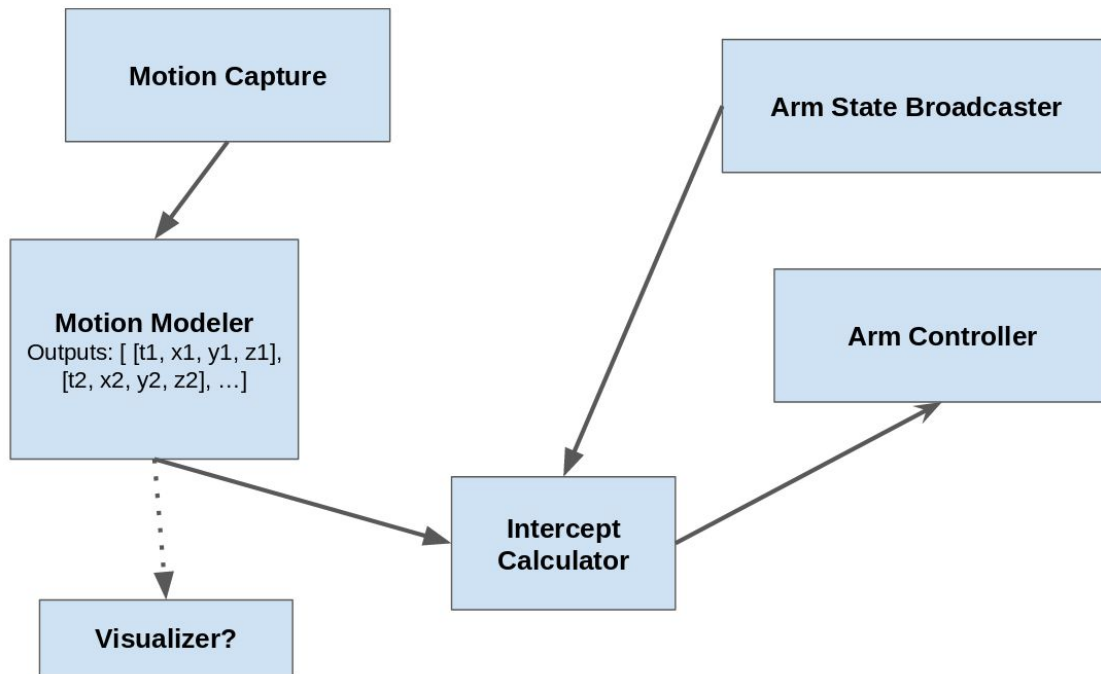 Motion Capture
Arm State Broadcaster
Motion Modeler
Outputs: [ [t1, x1, y1, z1],
[t2, x2, y2, z2], …]
Arm Controller
Intercept
Calculator
Visualizer?